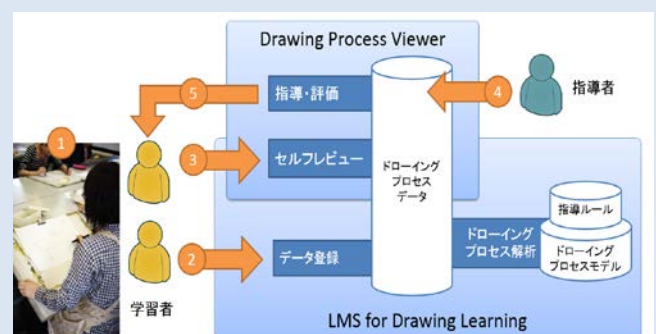 Drawing Process Viewer
5
指導・評価
4
指導者
1
3
セルフレビュー
ドローイング
プロセス
データ
指導ルール
2
データ登録
ドローイング
プロセス解析
ドローイング
プロセスモデル
学習者
LMS for Drawing Learning